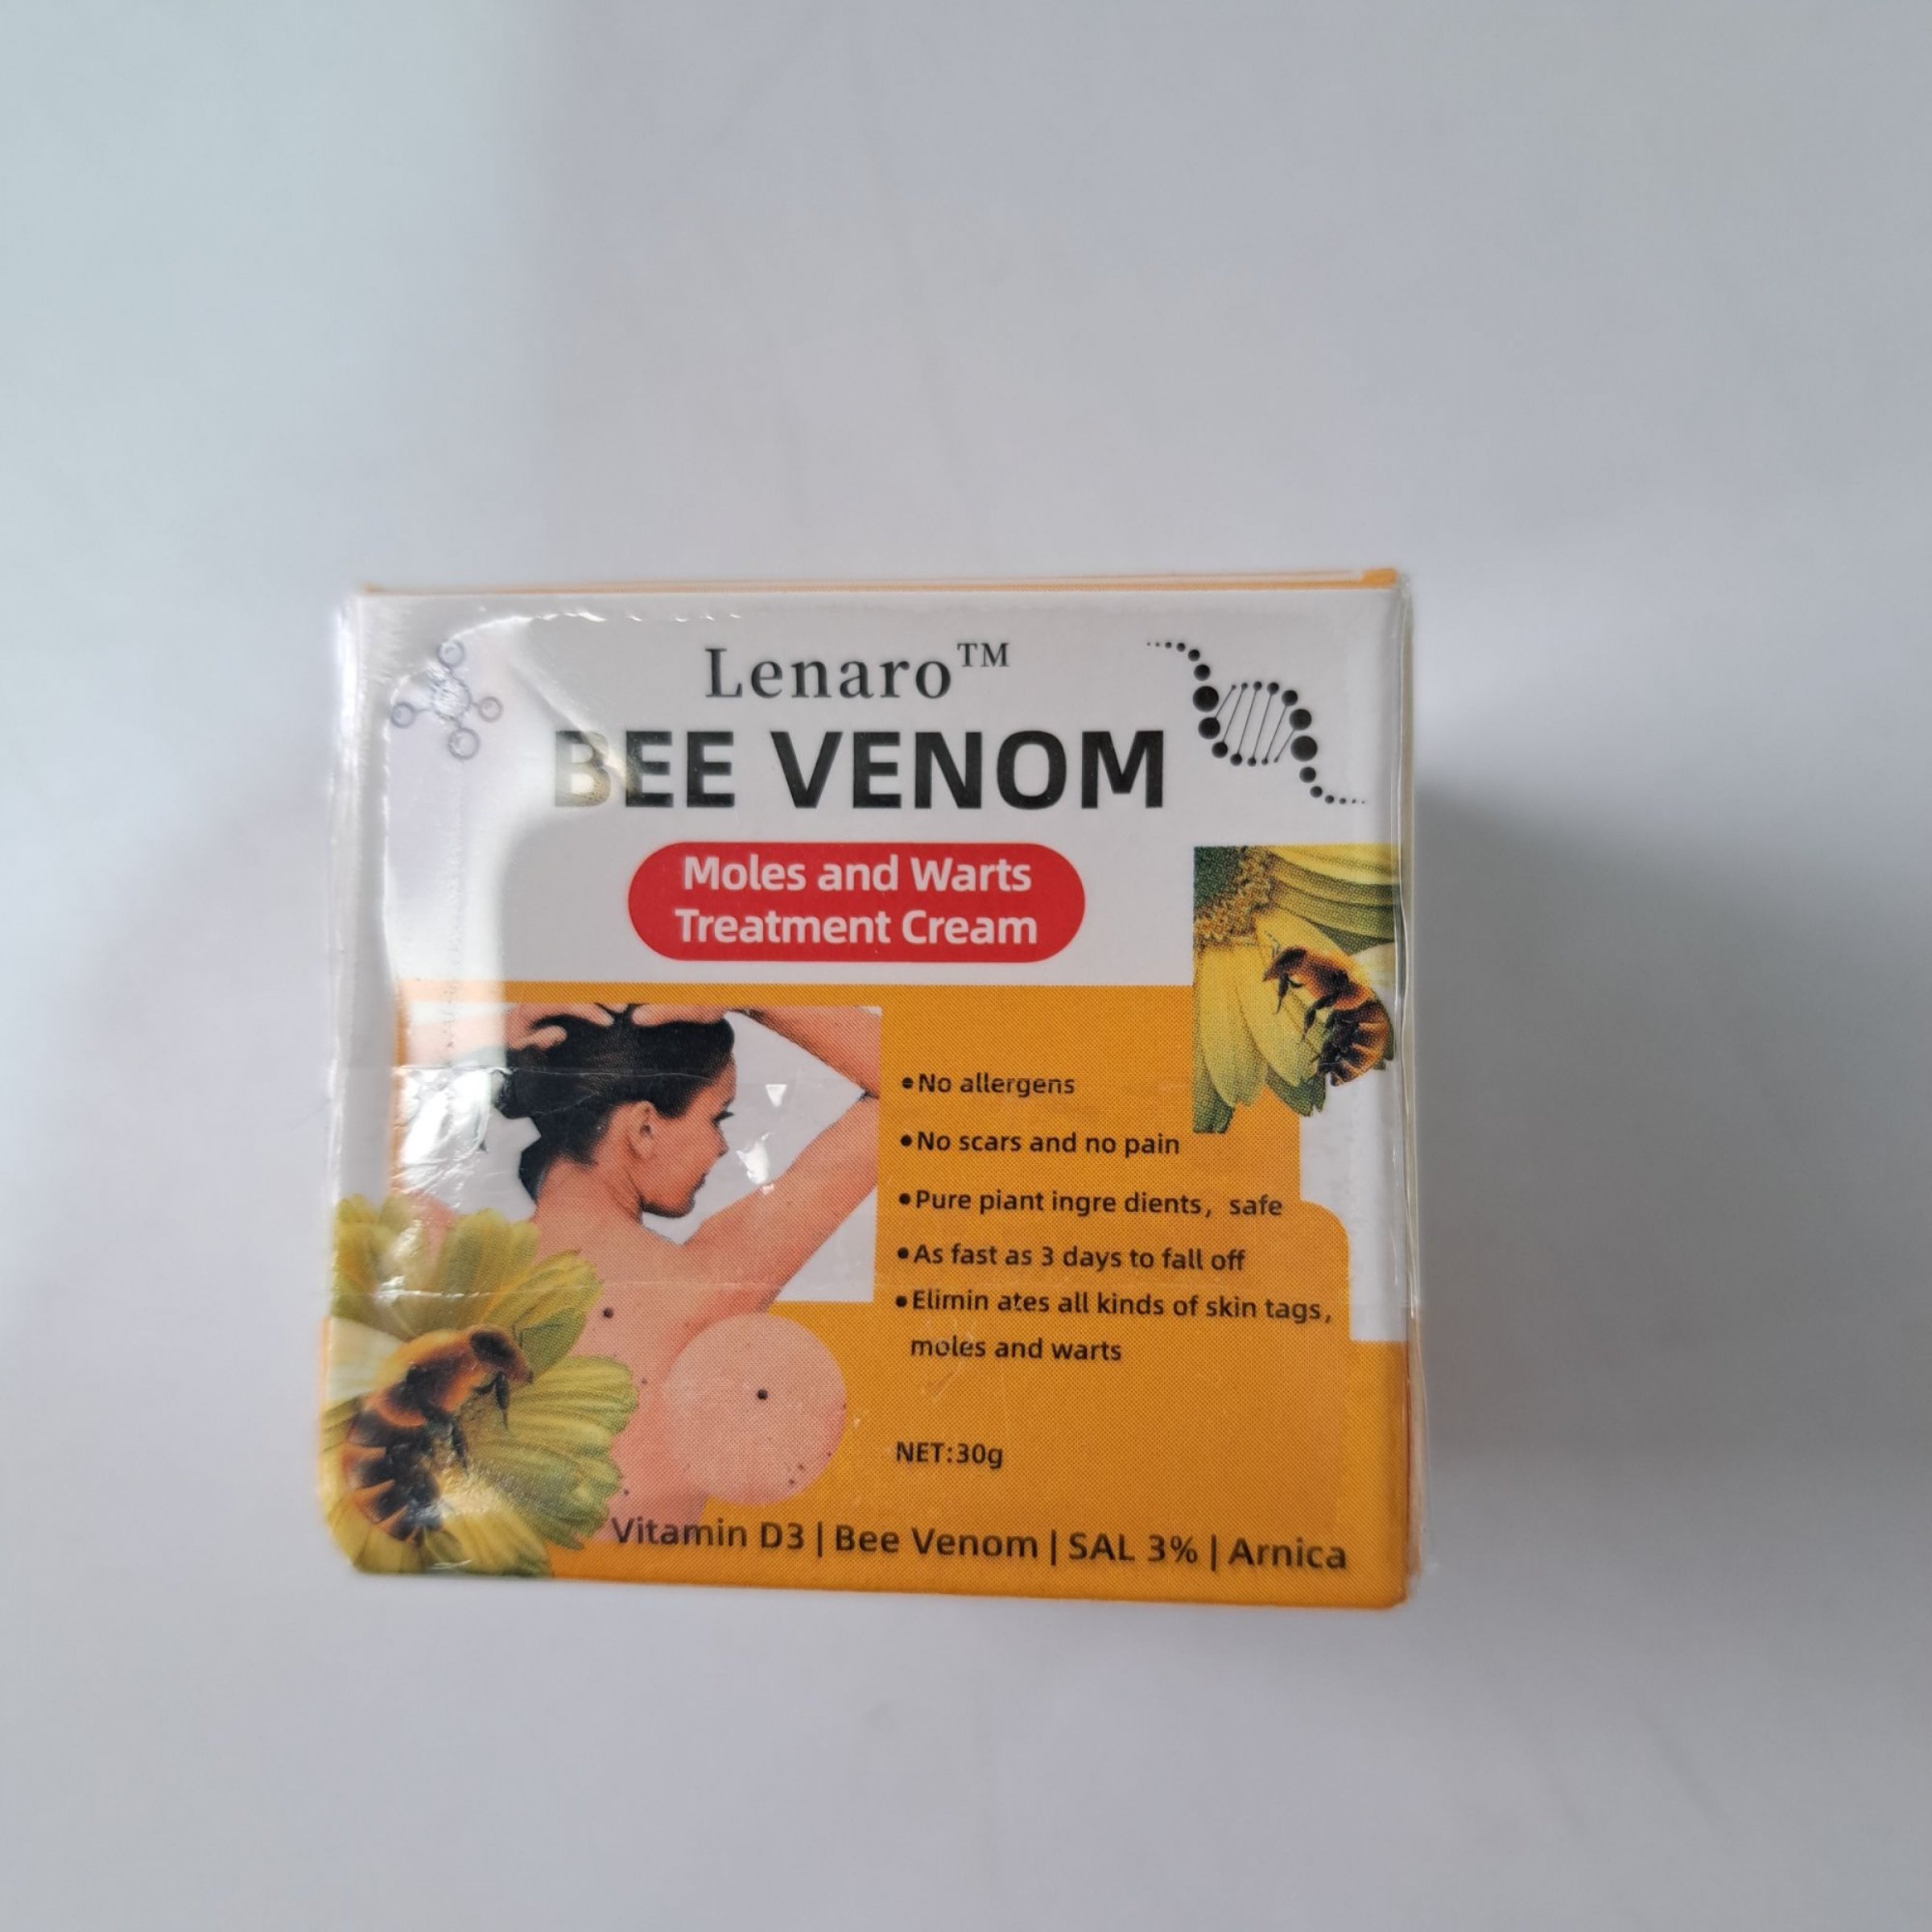 Lenaro™
BEE VENOM
Moles and Warts
Treatment Cream
•No allergens
•No scars and no pain
•Pure piant ingre dients, safe
•As fast as 3 days to fall off
•Elimin ates all kinds of skin tags,
moles and warts
NET:30g
Vitamin D3 | Bee Venom | SAL 3% | Arnica